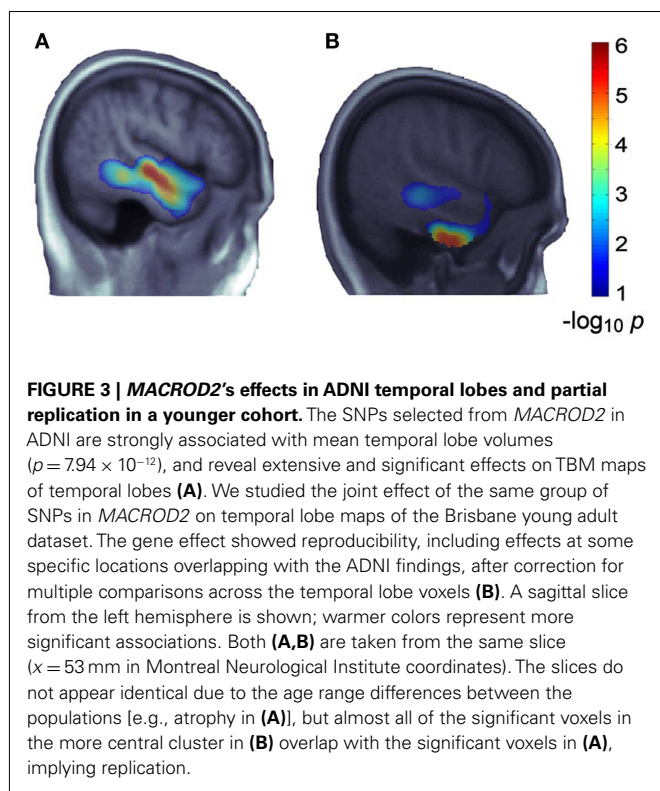 A
B
6
5
4
3
2
1
-log10 p
FIGURE 3 | MACROD2's effects in ADNI temporal lobes and partial
replication in a younger cohort. The SNPs selected from MACROD2 in
ADNI are strongly associated with mean temporal lobe volumes
(p = 7.94 × 10−12), and reveal extensive and significant effects on TBM maps
of temporal lobes (A). We studied the joint effect of the same group of
SNPs in MACROD2 on temporal lobe maps of the Brisbane young adult
dataset. The gene effect showed reproducibility, including effects at some
specific locations overlapping with the ADNI findings, after correction for
multiple comparisons across the temporal lobe voxels (B). A sagittal slice
from the left hemisphere is shown; warmer colors represent more
significant associations. Both (A,B) are taken from the same slice
(x = 53 mm in Montreal Neurological Institute coordinates). The slices do
not appear identical due to the age range differences between the
populations [e.g., atrophy in (A)], but almost all of the significant voxels in
the more central cluster in (B) overlap with the significant voxels in (A),
implying replication.